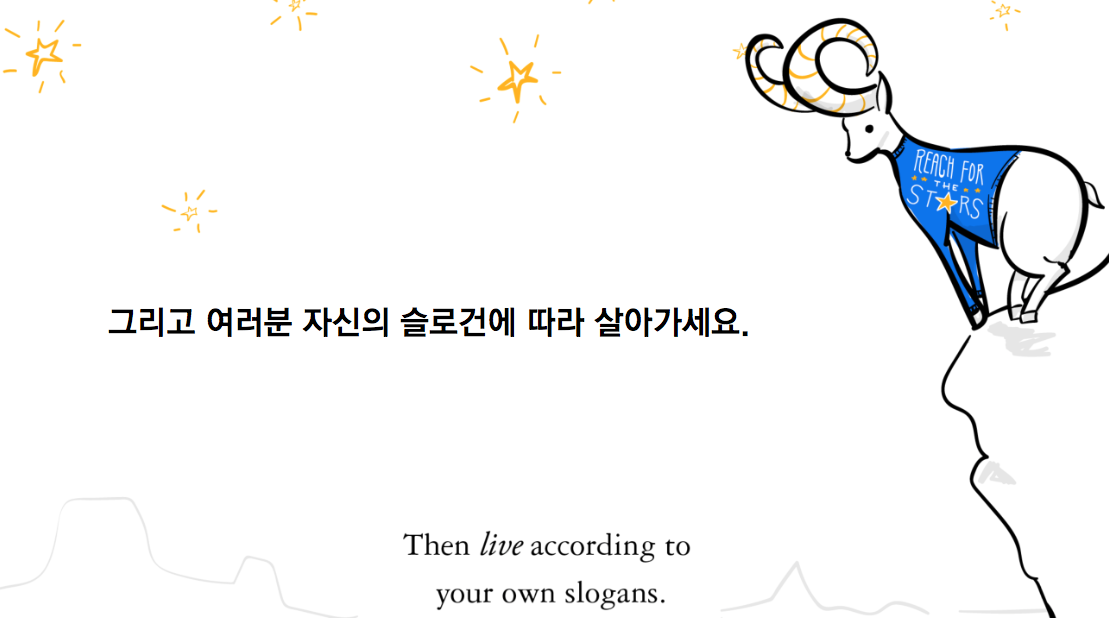 REACH FOR
THE
STARS
그리고 여러분 자신의 슬로건에 따라 살아가세요.
Then live according to
your own slogans.